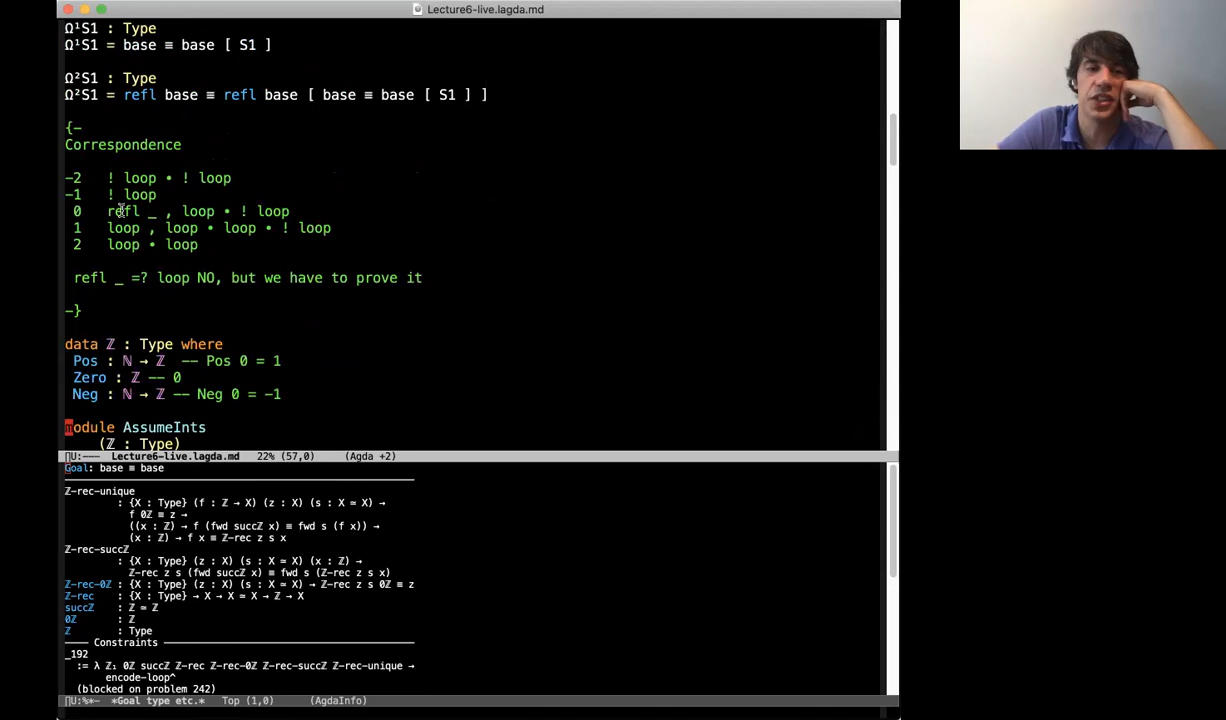 Lecture6-live.lagda.md
Ω¹S1 : Type
Ω¹S1 = base ≡ base [ S1 ]
Ω²S1 : Type
Ω²S1 = refl base ≡ refl base [ base ≡ base [ S1 ] ]
{-
Correspondence
-2   ! loop ∙ ! loop
-1   ! loop
0   refl _ , loop ∙ ! loop
1   loop , loop ∙ loop ∙ ! loop
2   loop ∙ loop
refl _ =? loop NO, but we have to prove it
-}
data ℤ : Type where
Pos : ℕ → ℤ  -- Pos 0 = 1
Zero : ℤ -- 0
Neg : ℕ → ℤ -- Neg 0 = -1
module AssumeInts
(ℤ : Type)
∏U:---  Lecture6-live.lagda.md   22% (57,0)    (Agda +2)
Goal: base ≡ base
ℤ-rec-unique
: {X : Type} (f : ℤ → X) (z : X) (s : X ≃ X) →
f 0ℤ ≡ z →
((x : ℤ) → f (fwd succℤ x) ≡ fwd s (f x)) →
(x : ℤ) → f x ≡ ℤ-rec z s x
ℤ-rec-succℤ
: {X : Type} (z : X) (s : X ≃ X) (x : ℤ) →
ℤ-rec z s (fwd succℤ x) ≡ fwd s (ℤ-rec z s x)
ℤ-rec-0ℤ : {X : Type} (z : X) (s : X ≃ X) → ℤ-rec z s 0ℤ ≡ z
ℤ-rec    : {X : Type} → X → X ≃ X → ℤ → X
succℤ    : ℤ ≃ ℤ
0ℤ       : ℤ
ℤ        : Type
———— Constraints ————
_192
:= λ ℤ₁ 0ℤ succℤ ℤ-rec ℤ-rec-0ℤ ℤ-rec-succℤ ℤ-rec-unique →
encode-loop^
(blocked on problem 242)
∏U:%*-  *Goal type etc.*   Top (1,0)     (AgdaInfo)